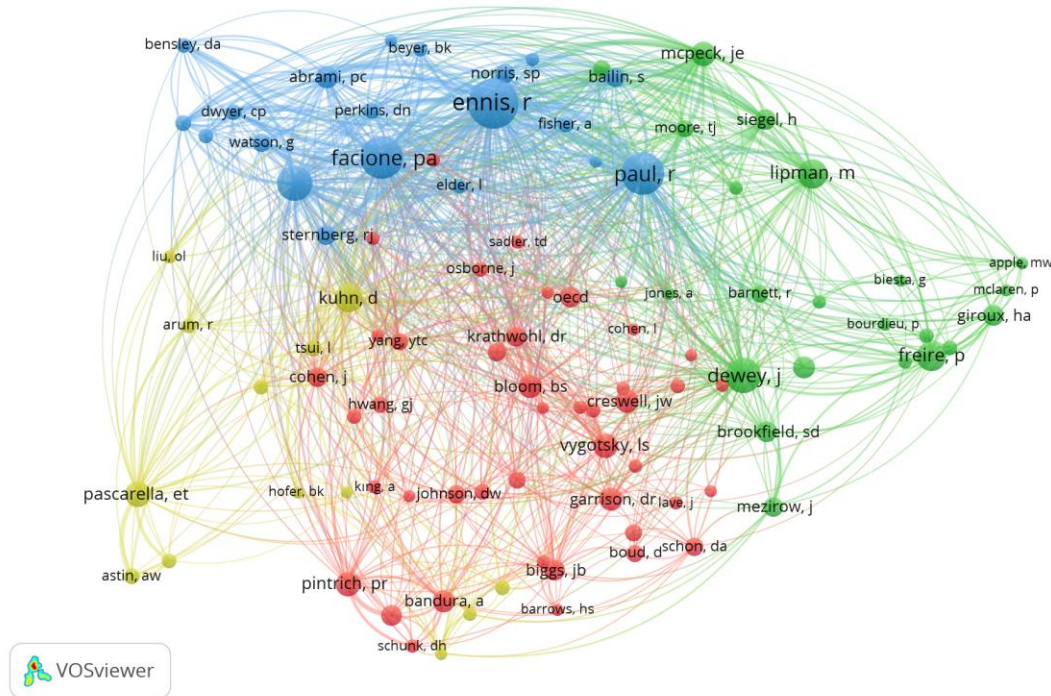 bensley, da
beyer, bk
mcpeck, je
abrami, pc
norris, sp
bailin, s
ennis, r
dwyer, cp
perkins, dn
fisher, a
moore, tj
siegel, h
watson, g
facione, pa
elder, l
paul, r
lipman, m
sternberg, rj
sadler, td
liu, ol
osborne, j
apple, mw
biesta, g
kuhn, d
oecd
jones, a
barnett, r
mclaren, p
giroux, ha
arum, r
bourdieu, p
tsui, l
yang, ytc
krathwohl, dr
cohen, l
freire, p
cohen, j
bloom, bs
dewey, j
hwang, gj
creswell, jw
vygotsky, ls
brookfield, sd
pascarella, et
hofer, bk
king, a
johnson, dw
garrison, dr
lave, j
mezirow, j
boud, d
schon, da
astin, aw
pintrich, pr
biggs, jb
bandura, a
barrows, hs
schunk, dh
VOSviewer